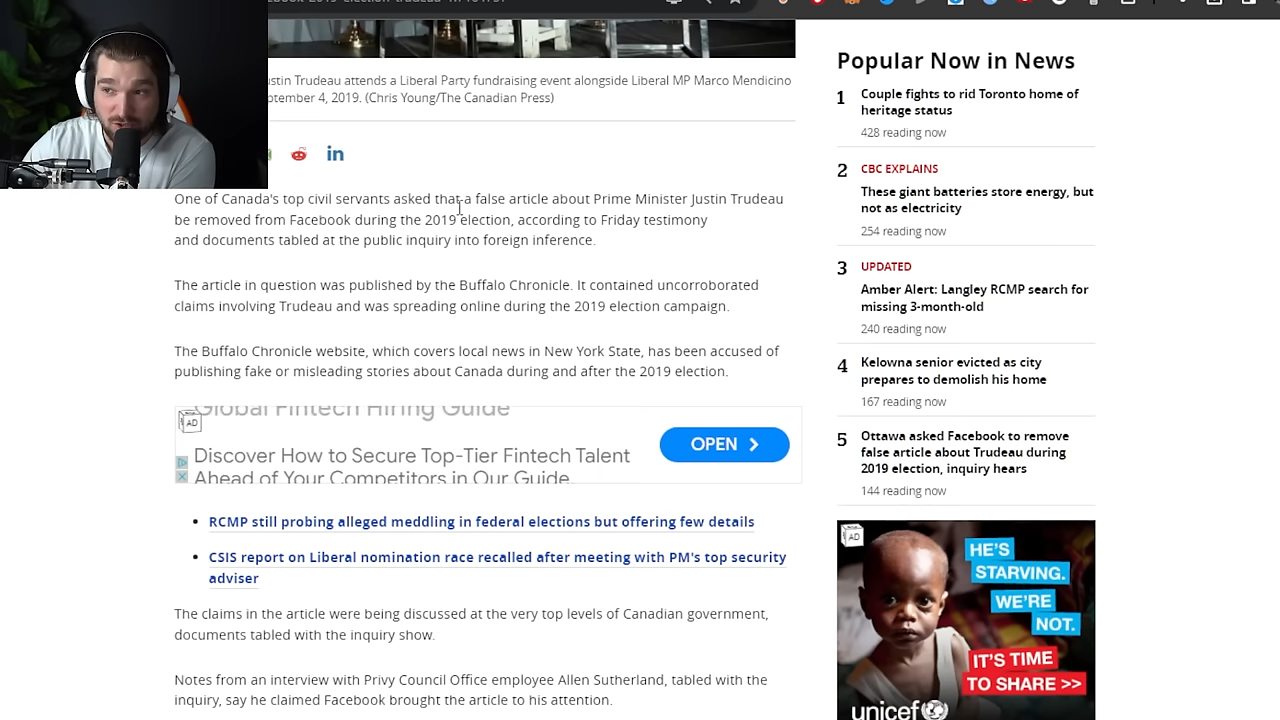 ustin Trudeau attends a Liberal Party fundraising event alongside Liberal MP Marco Mendicino
ptember 4, 2019. (Chris Young/The Canadian Press)
in
One of Canada's top civil servants asked that a false article about Prime Minister Justin Trudeau
be removed from Facebook during the 2019 election, according to Friday testimony
and documents tabled at the public inquiry into foreign inference.
The article in question was published by the Buffalo Chronicle. It contained uncorroborated
claims involving Trudeau and was spreading online during the 2019 election campaign.
The Buffalo Chronicle website, which covers local news in New York State, has been accused of
publishing fake or misleading stories about Canada during and after the 2019 election.
AD
Global Fintech Hiring Guide
Discover How to Secure Top-Tier Fintech Talent
Ahead of Your Competitors in Our Guide
OPEN
RCMP still probing alleged meddling in federal elections but offering few details
CSIS report on Liberal nomination race recalled after meeting with PM's top security
adviser
The claims in the article were being discussed at the very top levels of Canadian government,
documents tabled with the inquiry show.
Notes from an interview with Privy Council Office employee Allen Sutherland, tabled with the
inquiry, say he claimed Facebook brought the article to his attention.
Popular Now in News
1 Couple fights to rid Toronto home of
heritage status
428 reading now
2 CBC EXPLAINS
These giant batteries store energy, but
not as electricity
254 reading now
3 UPDATED
Amber Alert: Langley RCMP search for
missing 3-month-old
240 reading now
4 Kelowna senior evicted as city
prepares to demolish his home
167 reading now
5 Ottawa asked Facebook to remove
false article about Trudeau during
2019 election, inquiry hears
144 reading now
AD
HE'S
STARVING.
WE'RE
NOT.
IT'S TIME
TO SHARE >>
unicef